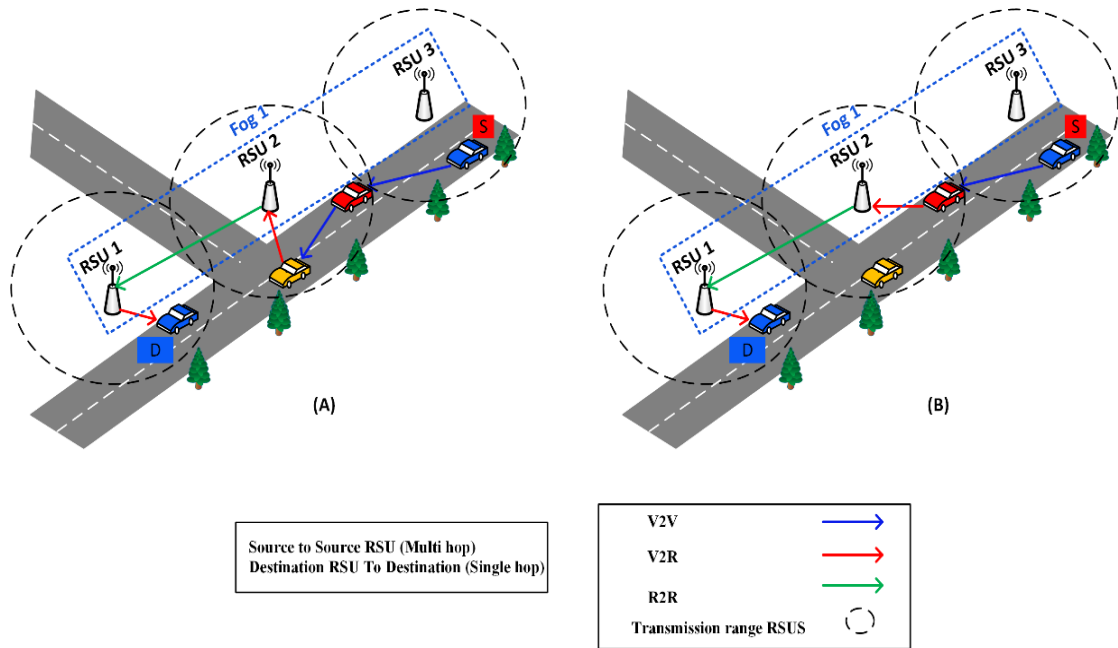 RSU 3
S
Fog 1
RSU 2
RSU 1
D
(A)
RSU 3
S
Fog 1
RSU 2
RSU 1
D
(B)
Source to Source RSU (Multi hop)
Destination RSU To Destination (Single hop)
V2V
V2R
R2R
Transmission range RSUS